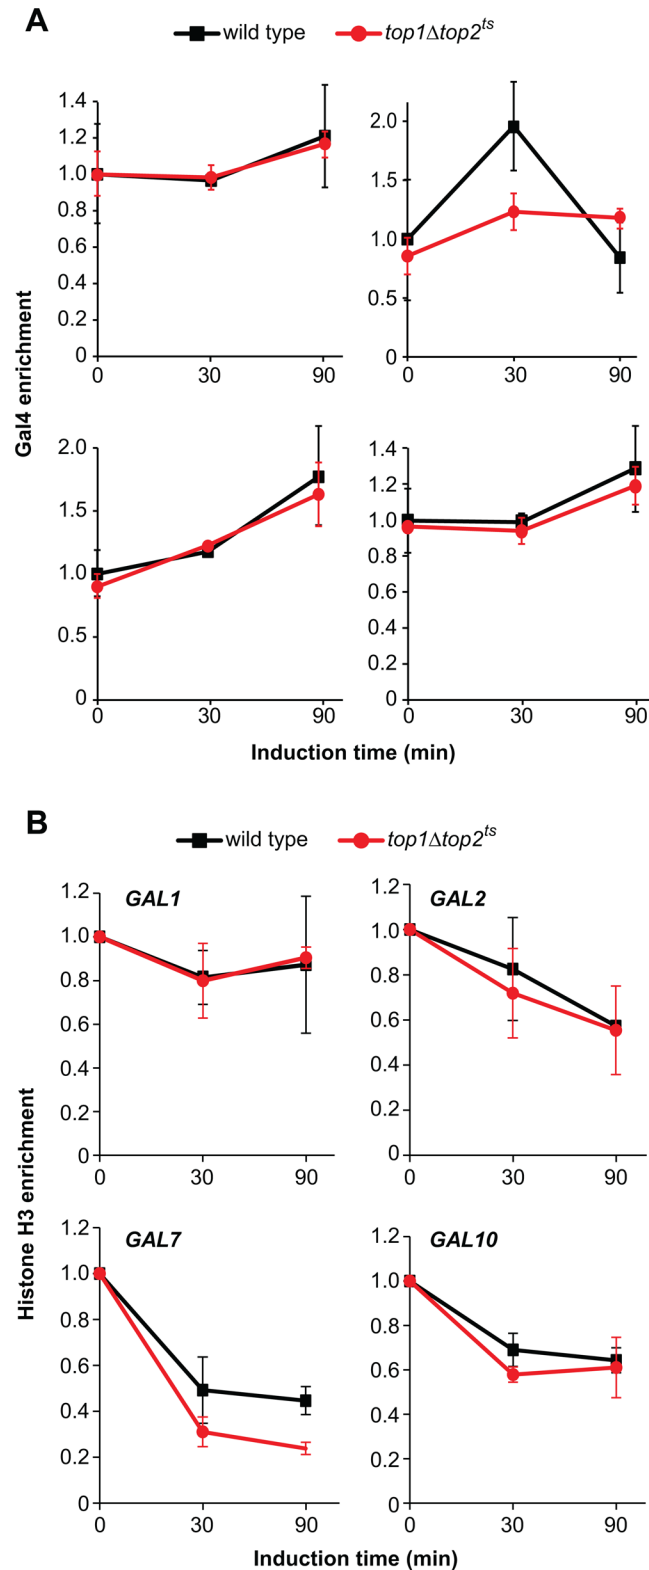 A
wild type top1Δtop2ts
1.4
1.2
1.0
0.8
0.6
0.4
0.2
0
0 30 90
2.0
1.5
1.0
0.5
0
0 30 90
Gal4 enrichment
2.0
1.5
1.0
0.5
0
0 30 90
1.4
1.2
1.0
0.8
0.6
0.4
0.2
0
0 30 90
Induction time (min)
B
wild type top1Δtop2ts
GAL1
1.2
1.0
0.8
0.6
0.4
0.2
0
0 30 90
GAL2
1.2
1.0
0.8
0.6
0.4
0.2
0
0 30 90
Histone H3 enrichment
GAL7
1.2
1.0
0.8
0.6
0.4
0.2
0
0 30 90
GAL10
1.2
1.0
0.8
0.6
0.4
0.2
0
0 30 90
Induction time (min)